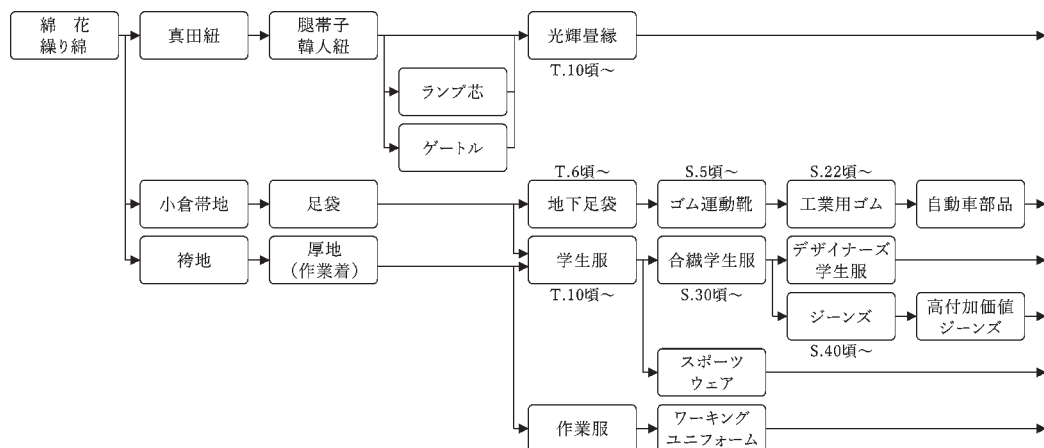 綿　花
繰り綿
真田紐
腿帯子
韓人紐
光輝畳縁
T.10頃～
ランプ芯
ゲートル
小倉帯地
足袋
T.6頃～
地下足袋
S.5頃～
ゴム運動靴
S.22頃～
工業用ゴム
自動車部品
袴地
厚地
（作業着）
学生服
T.10頃～
合繊学生服
S.30頃～
デザイナーズ
学生服
ジーンズ
S.40頃～
高付加価値
ジーンズ
スポーツ
ウェア
作業服
ワーキング
ユニフォーム